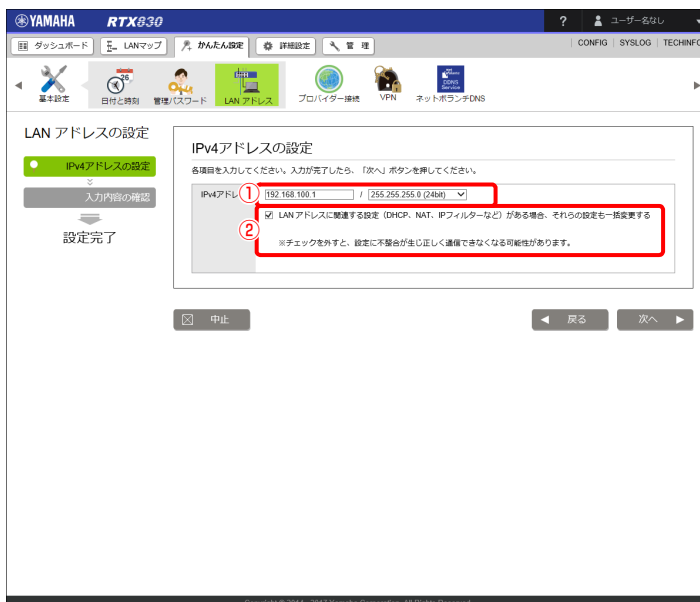 YAMAHA RTX830 ? ユーザー名なし
ダッシュボード LANマップ かんたん設定 詳細設定 管 理 CONFIG SYSLOG TECHINFO
基本設定 日付と時刻 管理パスワード LAN アドレス プロバイダー接続 VPN ネットボランチDNS
LAN アドレスの設定
IPv4アドレスの設定
入力内容の確認
設定完了
IPv4アドレスの設定
各項目を入力してください。入力が完了したら、「次へ」ボタンを押してください。
IPv4アドレ ① 192.168.100.1 / 255.255.255.0 (24bit)
② LAN アドレスに関連する設定（DHCP、NAT、IPフィルターなど）がある場合、それらの設定も一括変更する
※チェックを外すと、設定に不整合が生じ正しく通信できなくなる可能性があります。
中止 戻る 次へ